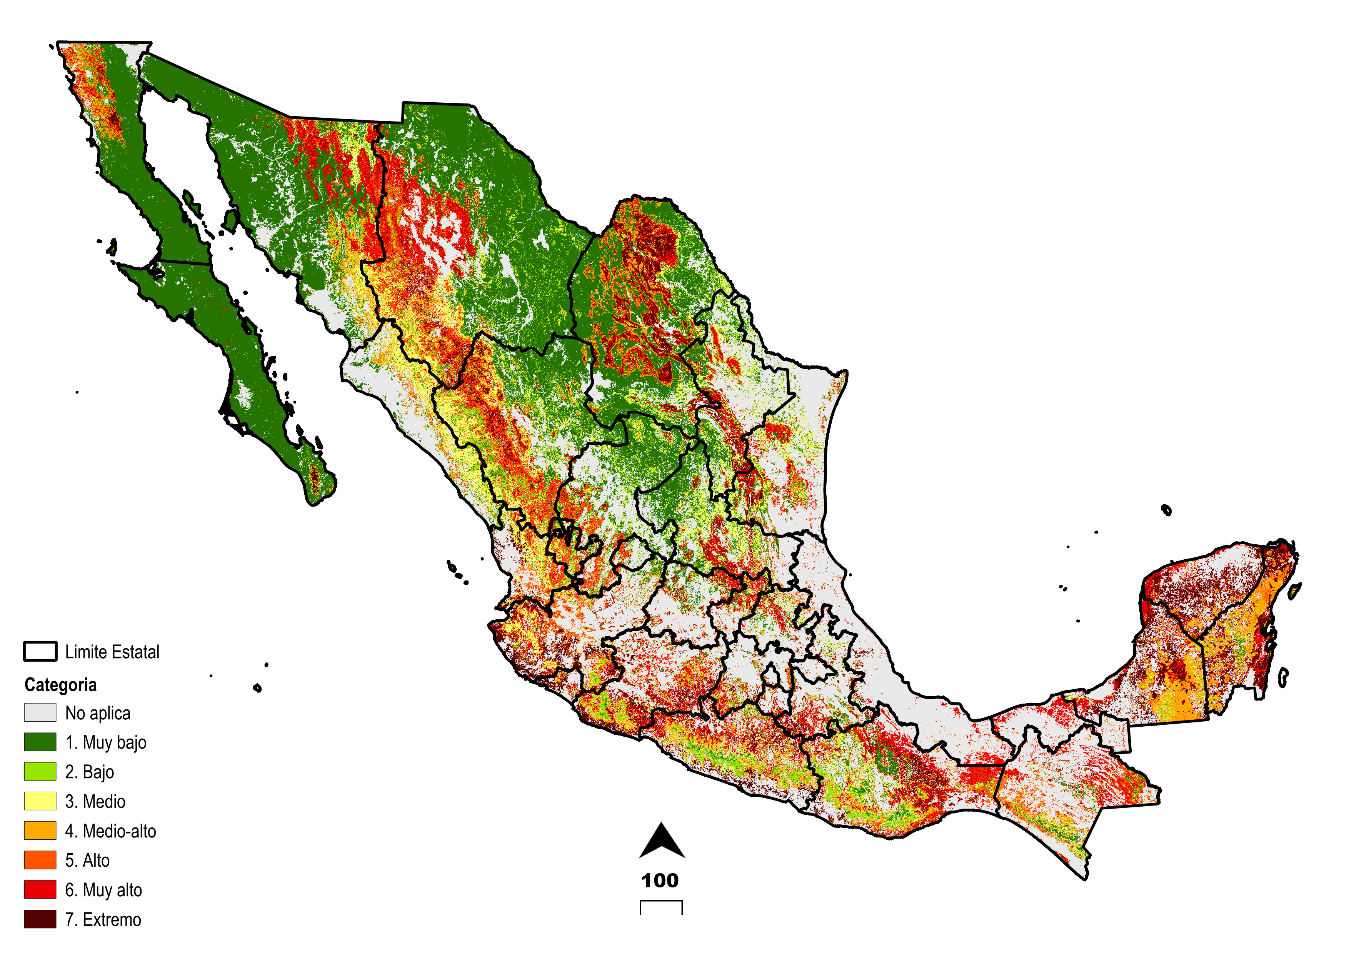 Limite Estatal
Categoria
No aplica
1. Muy bajo
2. Bajo
3. Medio
4. Medio-alto
5. Alto
6. Muy alto
7. Extremo
100